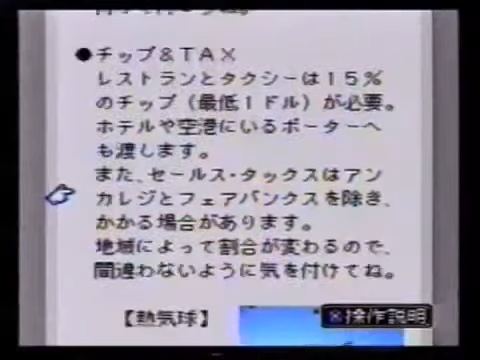 ●チップ&TAX
レストランとタクシーは15%
のチップ(最低1ドル)が必要。
ホテルや空港にいるポーターへ
も渡します。
また、セールス・タックスはアン
カレジとフェアバンクスを除き、
かかる場合があります。
地域によって割合が変わるので、
間違わないように気を付けてね。
【熱気球】
※操作説明